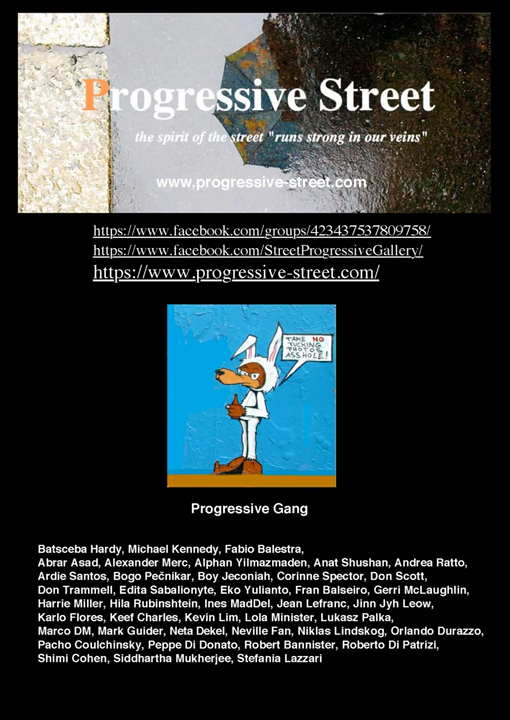 Progressive Street
the spirit of the street "runs strong in our veins"
www.progressive-street.com
https://www.facebook.com/groups/423437537809758/
https://www.facebook.com/StreetProgressiveGallery/
https://www.progressive-street.com/
TAKE NO
FUCKING
PHOTOS
ASSHOLE!
Progressive Gang
Batsceba Hardy, Michael Kennedy, Fabio Balestra,
Abrar Asad, Alexander Merc, Alphan Yilmazmaden, Anat Shushan, Andrea Ratto,
Ardie Santos, Bogo Pečnikar, Boy Jeconiah, Corinne Spector, Don Scott,
Don Trammell, Edita Sabalionyte, Eko Yulianto, Fran Balseiro, Gerri McLaughlin,
Harrie Miller, Hila Rubinshtein, Ines MadDel, Jean Lefranc, Jinn Jyh Leow,
Karlo Flores, Keef Charles, Kevin Lim, Lola Minister, Lukasz Palka,
Marco DM, Mark Guider, Neta Dekel, Neville Fan, Niklas Lindskog, Orlando Durazzo,
Pacho Coulchinsky, Peppe Di Donato, Robert Bannister, Roberto Di Patrizi,
Shimi Cohen, Siddhartha Mukherjee, Stefania Lazzari